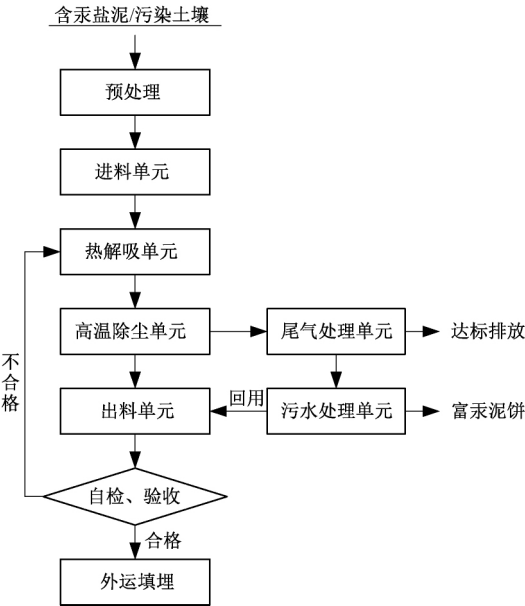 含汞盐泥/污染土壤
预处理
进料单元
热解吸单元
高温除尘单元
尾气处理单元
达标排放
不合格
出料单元
回用
污水处理单元
富汞泥饼
自检、验收
合格
外运填埋